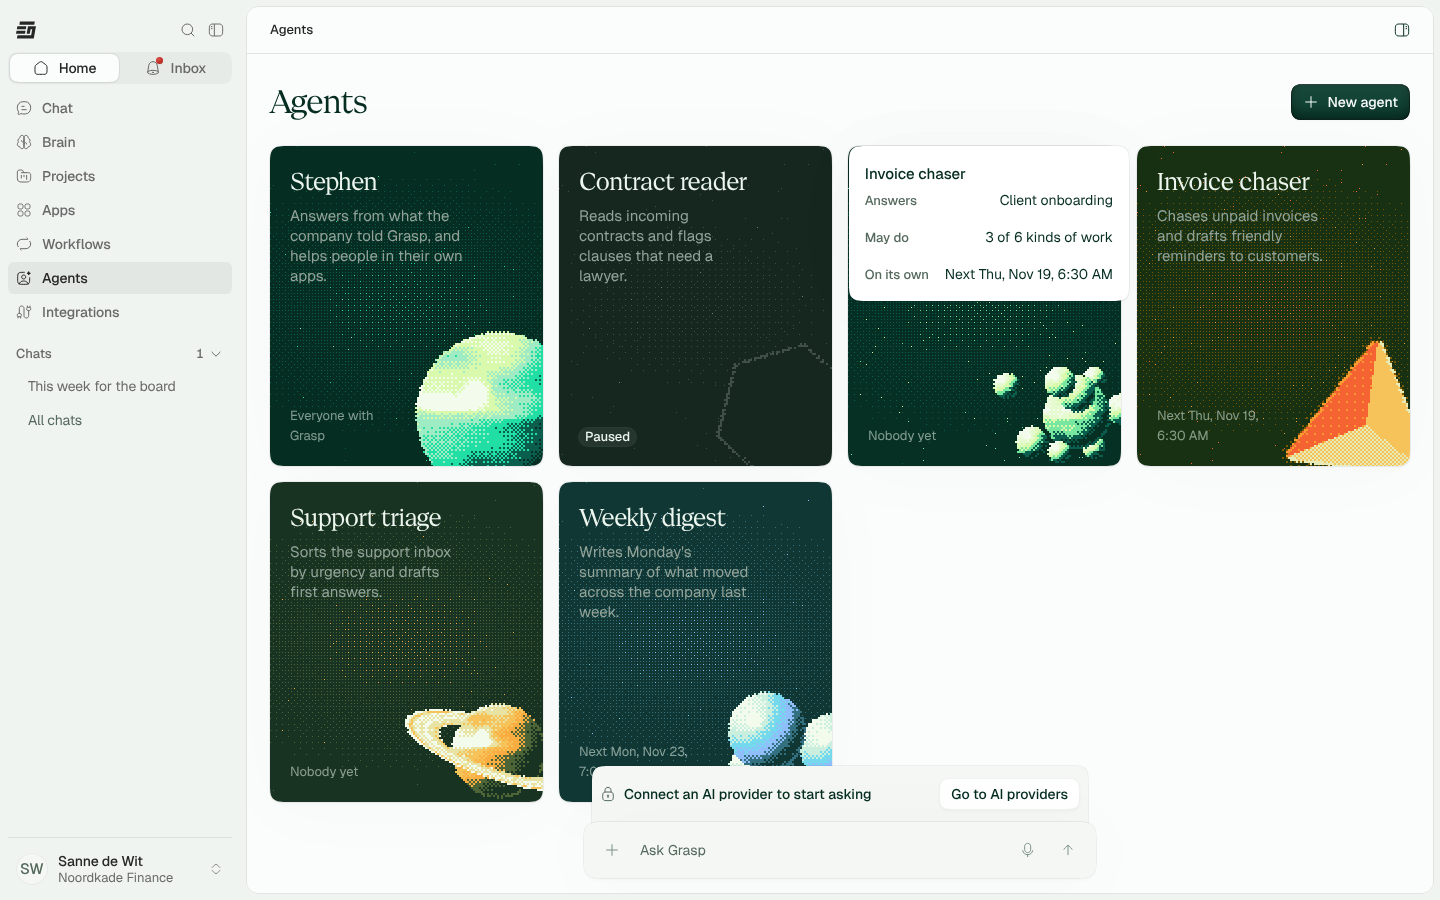 Agents
Home
Inbox
Chat
Brain
Projects
Apps
Workflows
Agents
Integrations
Chats 1
This week for the board
All chats
SW
Sanne de Wit
Noordkade Finance
Agents
New agent
Stephen
Answers from what the
company told Grasp, and
helps people in their own
apps.
Everyone with
Grasp
Contract reader
Reads incoming
contracts and flags
clauses that need a
lawyer.
Paused
Invoice chaser
Answers Client onboarding
May do 3 of 6 kinds of work
On its own Next Thu, Nov 19, 6:30 AM
Nobody yet
Invoice chaser
Chases unpaid invoices
and drafts friendly
reminders to customers.
Next Thu, Nov 19,
6:30 AM
Support triage
Sorts the support inbox
by urgency and drafts
first answers.
Nobody yet
Weekly digest
Writes Monday's
summary of what moved
across the company last
week.
Next Mon, Nov 23,
Connect an AI provider to start asking
Go to AI providers
Ask Grasp